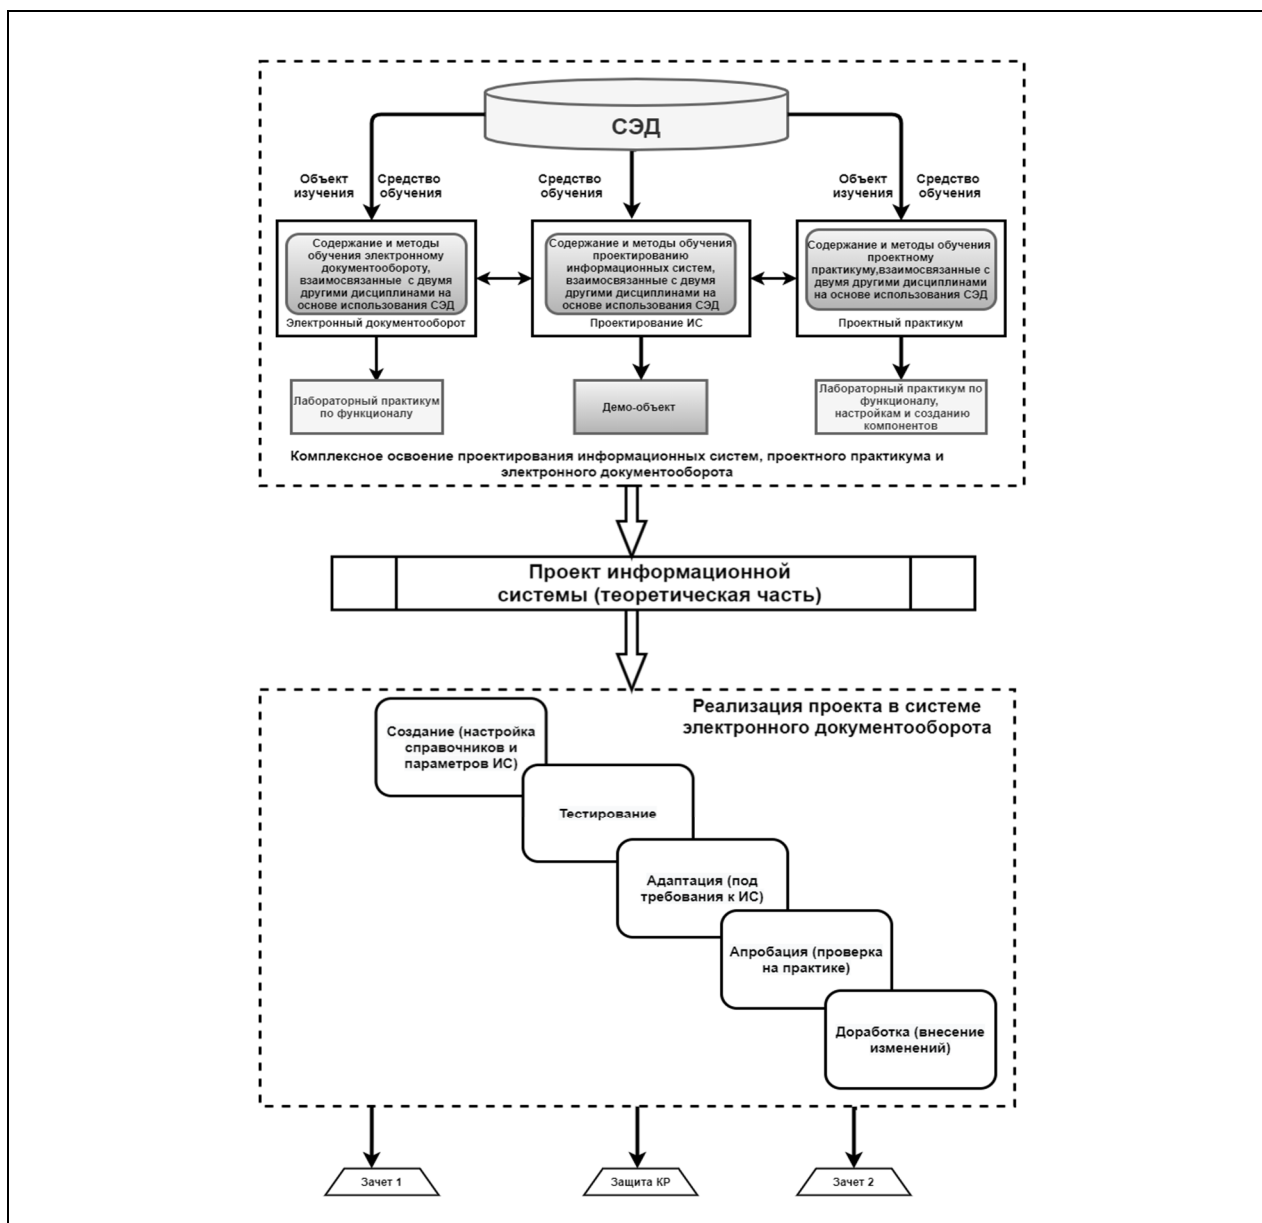 СЭД
Объект
изучения
Средство
обучения
Средство
обучения
Объект
изучения
Средство
обучения
Содержание и методы
обучения электронному
документообороту,
взаимосвязанные с двумя
другими дисциплинами на
основе использования СЭД
Электронный документооборот
Содержание и методы обучения
проектированию
информационных систем,
взаимосвязанные с двумя
другими дисциплинами на
основе использования СЭД
Проектирование ИС
Содержание и методы обучения
проектному
практикуму,взаимосвязанные с
двумя другими дисциплинами
на основе использования СЭД
Проектный практикум
Лабораторный практикум
по функционалу
Демо-объект
Лабораторный практикум по
функционалу,
настройкам и созданию
компонентов
Комплексное освоение проектирования информационных систем, проектного практикума и
электронного документооборота
Проект информационной
системы (теоретическая часть)
Реализация проекта в системе
электронного документооборота
Создание (настройка
справочников и
параметров ИС)
Тестирование
Адаптация (под
требования к ИС)
Апробация (проверка
на практике)
Доработка (внесение
изменений)
Зачет 1
Защита КР
Зачет 2